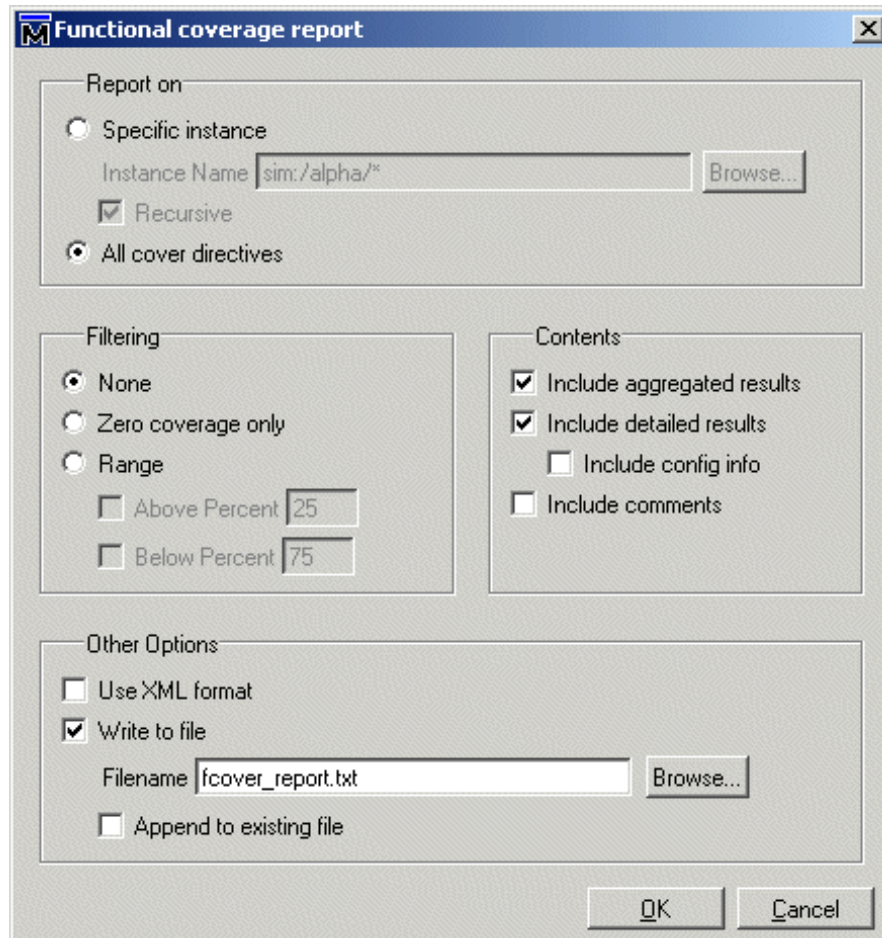 Functional coverage report
Report on
Specific instance
Instance Name sim:/alpha/* Browse...
Recursive
All cover directives
Filtering
None
Zero coverage only
Range
Above Percent 25
Below Percent 75
Contents
Include aggregated results
Include detailed results
Include config info
Include comments
Other Options
Use XML format
Write to file
Filename fcover_report.txt Browse...
Append to existing file
OK Cancel